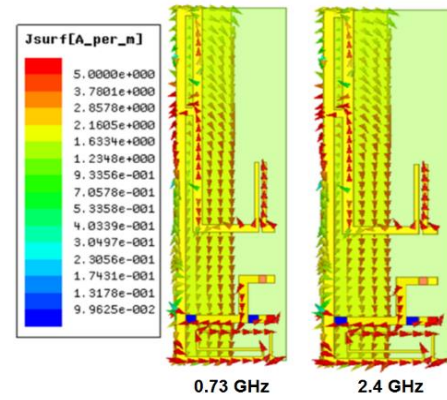 Jsurf[A_per_m]
5.0000e+000
3.7801e+000
2.8578e+000
2.1605e+000
1.6334e+000
1.2348e+000
9.3356e-001
7.0578e-001
5.3358e-001
4.0339e-001
3.0497e-001
2.3056e-001
1.7431e-001
1.3178e-001
9.9625e-002
0.73 GHz
2.4 GHz